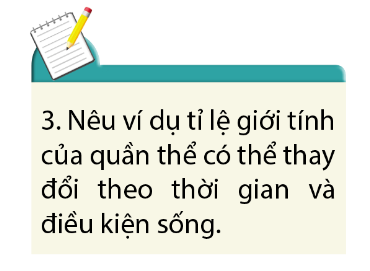 3. Nêu ví dụ tỉ lệ giới tính
của quần thể có thể thay
đổi theo thời gian và
điều kiện sống.